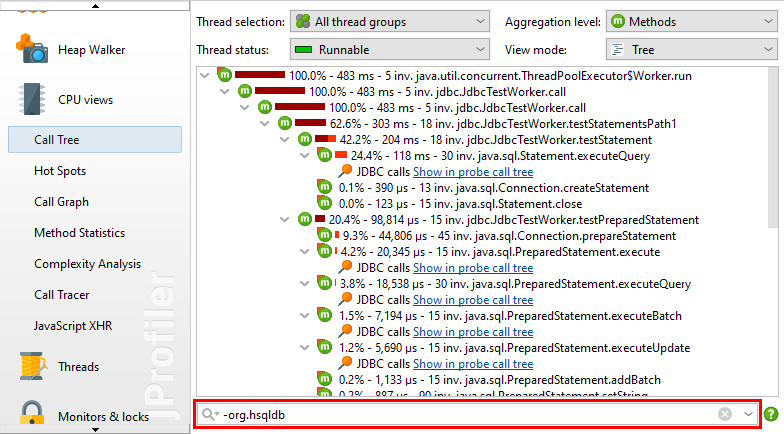 Thread selection:
All thread groups
Aggregation level:
Methods
Thread status:
Runnable
View mode:
Tree
Heap Walker
CPU views
Call Tree
Hot Spots
Call Graph
Method Statistics
Complexity Analysis
Call Tracer
JavaScript XHR
Threads
Monitors & locks
JProfiler
100.0% - 483 ms - 5 inv. java.util.concurrent.ThreadPoolExecutor$Worker.run
100.0% - 483 ms - 5 inv. jdbc.JdbcTestWorker.call
100.0% - 483 ms - 5 inv. jdbc.JdbcTestWorker.call
62.6% - 303 ms - 18 inv. jdbc.JdbcTestWorker.testStatementsPath1
42.2% - 204 ms - 18 inv. jdbc.JdbcTestWorker.testStatement
24.4% - 118 ms - 30 inv. java.sql.Statement.executeQuery
JDBC calls Show in probe call tree
0.1% - 390 µs - 13 inv. java.sql.Connection.createStatement
0.0% - 123 µs - 15 inv. java.sql.Statement.close
20.4% - 98,814 µs - 15 inv. jdbc.JdbcTestWorker.testPreparedStatement
9.3% - 44,806 µs - 45 inv. java.sql.Connection.prepareStatement
4.2% - 20,345 µs - 15 inv. java.sql.PreparedStatement.execute
JDBC calls Show in probe call tree
3.8% - 18,538 µs - 30 inv. java.sql.PreparedStatement.executeQuery
JDBC calls Show in probe call tree
1.5% - 7,194 µs - 15 inv. java.sql.PreparedStatement.executeBatch
JDBC calls Show in probe call tree
1.2% - 5,690 µs - 15 inv. java.sql.PreparedStatement.executeUpdate
JDBC calls Show in probe call tree
0.2% - 1,133 µs - 15 inv. java.sql.PreparedStatement.addBatch
0.2% - 887 µs - 90 inv. java.sql.PreparedStatement.setString
-org.hsqldb